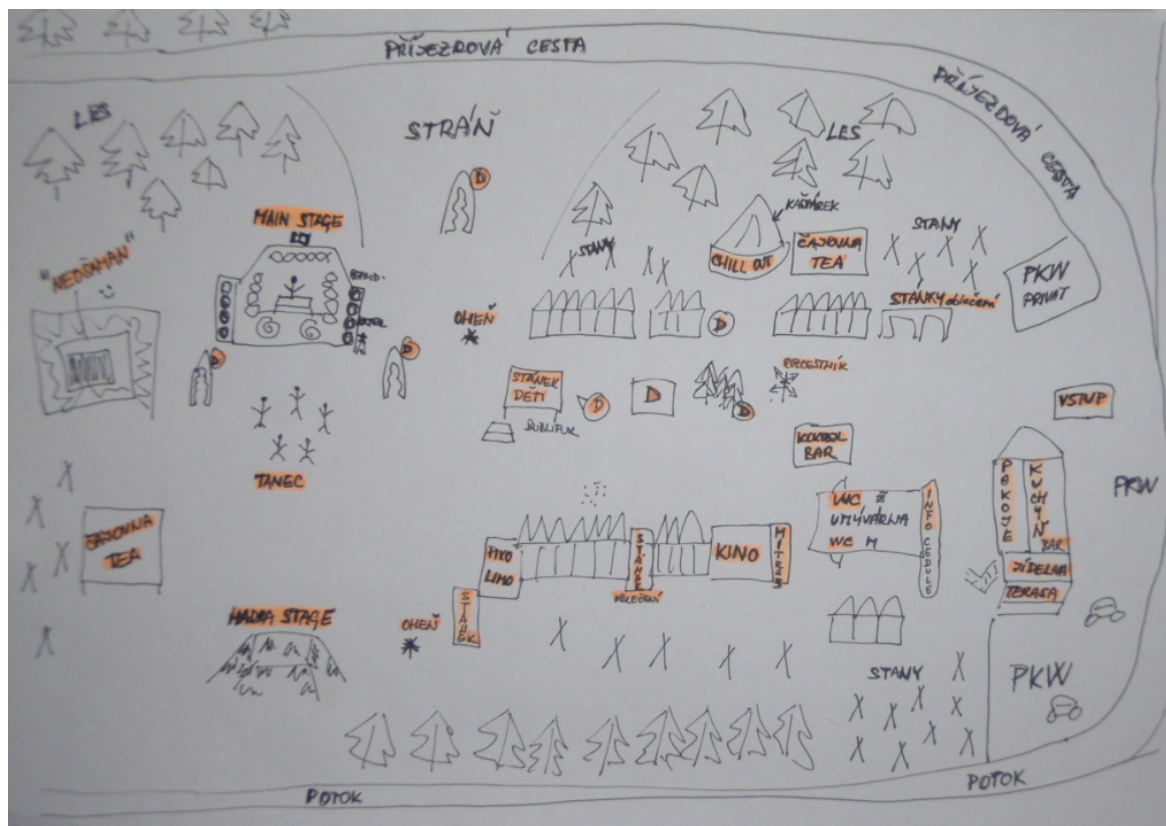 PŘÍJEZDOVÁ CESTA
PŘÍJEZDOVÁ CESTA
LES
STRÁŇ
LES
D
MAIN STAGE
KAŠPÁREK
STANY
STANY
CHILL OUT
ČAJOVNA
TEA
"NEOŠAMAN"
PKW
PRIVAT
STÁNKY oblečení
OHEŇ
D
D
D
ROZCESTNÍK
STÁNEK
DĚTI
D
D
D
BUBLIFUK
VSTUP
KOKTEJL
BAR
TANEC
POKOJE
KUCHYŇ
BAR
PKW
WC Ž
UMÝVÁRNA
WC M
INFO CEDULE
ČAJOVNA
TEA
PIVO
LIMO
STÁNEK
OBLEČENÍ
KINO
JÍDELNA
TERASA
STÁNEK
HADRA STAGE
OHEŇ
STANY
PKW
POTOK
POTOK